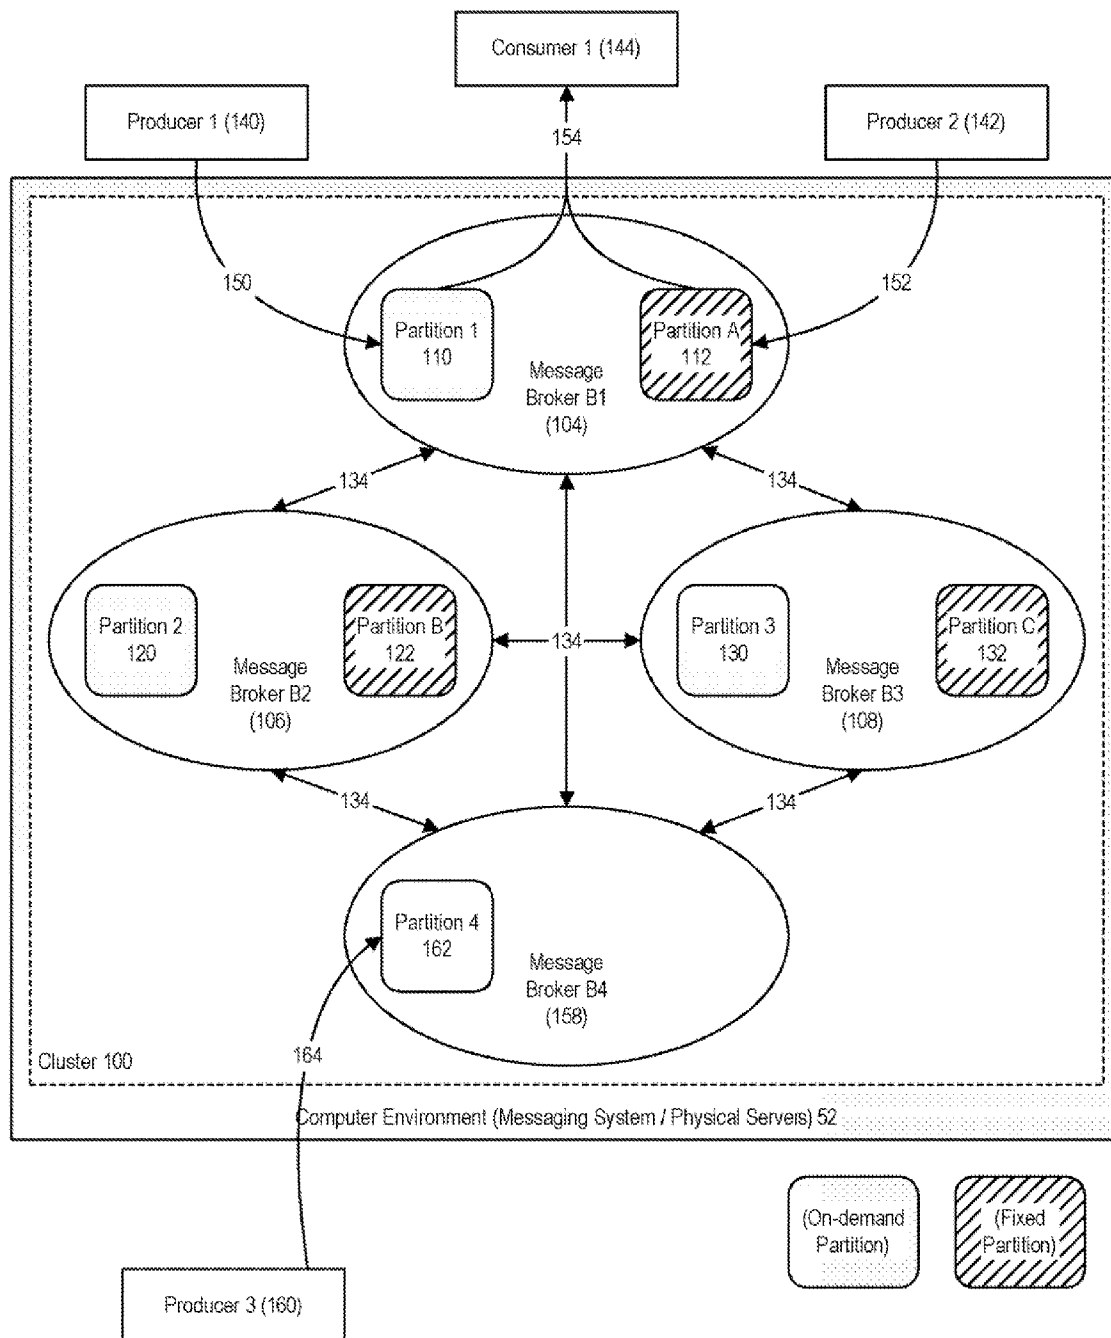 Consumer 1 (144)
Producer 1 (140)
Producer 2 (142)
154
150
152
Partition 1
110
Partition A
112
Message
Broker B1
(104)
134
134
Partition 2
120
Partition B
122
Message
Broker B2
(106)
134
Partition 3
130
Partition C
132
Message
Broker B3
(108)
134
134
Partition 4
162
Message
Broker B4
(158)
164
Cluster 100
Computer Environment (Messaging System / Physical Servers) 52
(On-demand
Partition)
(Fixed
Partition)
Producer 3 (160)